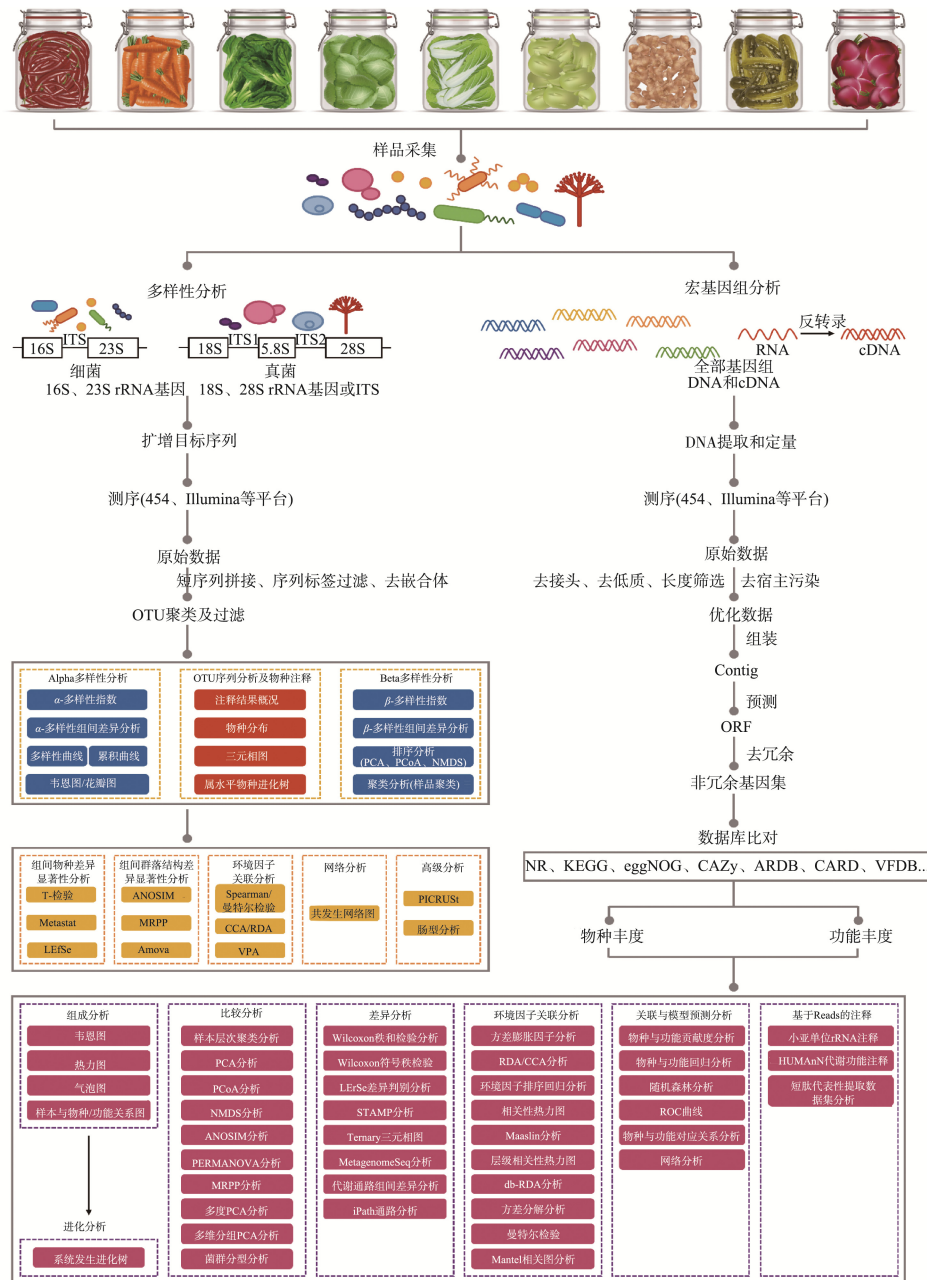 样品采集
多样性分析
宏基因组分析
ITS
16S
23S
细菌
16S、23S rRNA基因
ITS1
ITS2
18S
5.8S
28S
真菌
18S、28S rRNA基因或ITS
反转录
RNA
cDNA
全部基因组
DNA和cDNA
扩增目标序列
测序(454、Illumina等平台)
原始数据
短序列拼接、序列标签过滤、去嵌合体
OTU聚类及过滤
DNA提取和定量
测序(454、Illumina等平台)
原始数据
去接头、去低质、长度筛选
去宿主污染
优化数据
组装
Contig
预测
ORF
去冗余
非冗余基因集
数据库比对
NR、KEGG、eggNOG、CAZy、ARDB、CARD、VFDB...
物种丰度
功能丰度
Alpha多样性分析
α-多样性指数
α-多样性组间差异分析
多样性曲线
累积曲线
韦恩图/花瓣图
OTU序列分析及物种注释
注释结果概况
物种分布
三元相图
属水平物种进化树
Beta多样性分析
β-多样性指数
β-多样性组间差异分析
排序分析
(PCA、PCoA、NMDS)
聚类分析(样品聚类)
组间物种差异
显著性分析
T-检验
Metastat
LEfSe
组间群落结构差
异显著性分析
ANOSIM
MRPP
Amova
环境因子
关联分析
Spearman/
曼特尔检验
CCA/RDA
VPA
网络分析
共发生网络图
高级分析
PICRUSt
肠型分析
组成分析
韦恩图
热力图
气泡图
样本与物种/功能关系图
进化分析
系统发生进化树
比较分析
样本层次聚类分析
PCA分析
PCoA分析
NMDS分析
ANOSIM分析
PERMANOVA分析
MRPP分析
多度PCA分析
多维分组PCA分析
菌群分型分析
差异分析
Wilcoxon秩和检验分析
Wilcoxon符号秩检验
LErSe差异判别分析
STAMP分析
Ternary三元相图
MetagenomeSeq分析
代谢通路组间差异分析
iPath通路分析
环境因子关联分析
方差膨胀因子分析
RDA/CCA分析
环境因子排序回归分析
相关性热力图
Maaslin分析
层级相关性热力图
db-RDA分析
方差分解分析
曼特尔检验
Mantel相关图分析
关联与模型预测分析
物种与功能贡献度分析
物种与功能回归分析
随机森林分析
ROC曲线
物种与功能对应关系分析
网络分析
基于Reads的注释
小亚单位rRNA注释
HUMAnN代谢功能注释
短肽代表性提取数
据集分析